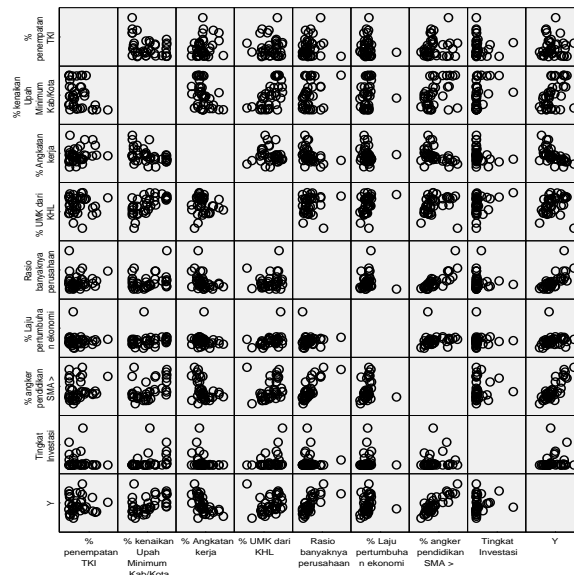 %
penempatan
TKI
% kenaikan
Upah
Minimum
Kab/Kota
% Angkatan
kerja
% UMK dari
KHL
Rasio
banyaknya
perusahaan
% Laju
pertumbuha
n ekonomi
% angker
pendidikan
SMA >
Tingkat
Investasi
Y
%
penempatan
TKI
% kenaikan
Upah
Minimum
Kab/Kota
% Angkatan
kerja
% UMK dari
KHL
Rasio
banyaknya
perusahaan
% Laju
pertumbuha
n ekonomi
% angker
pendidikan
SMA >
Tingkat
Investasi
Y